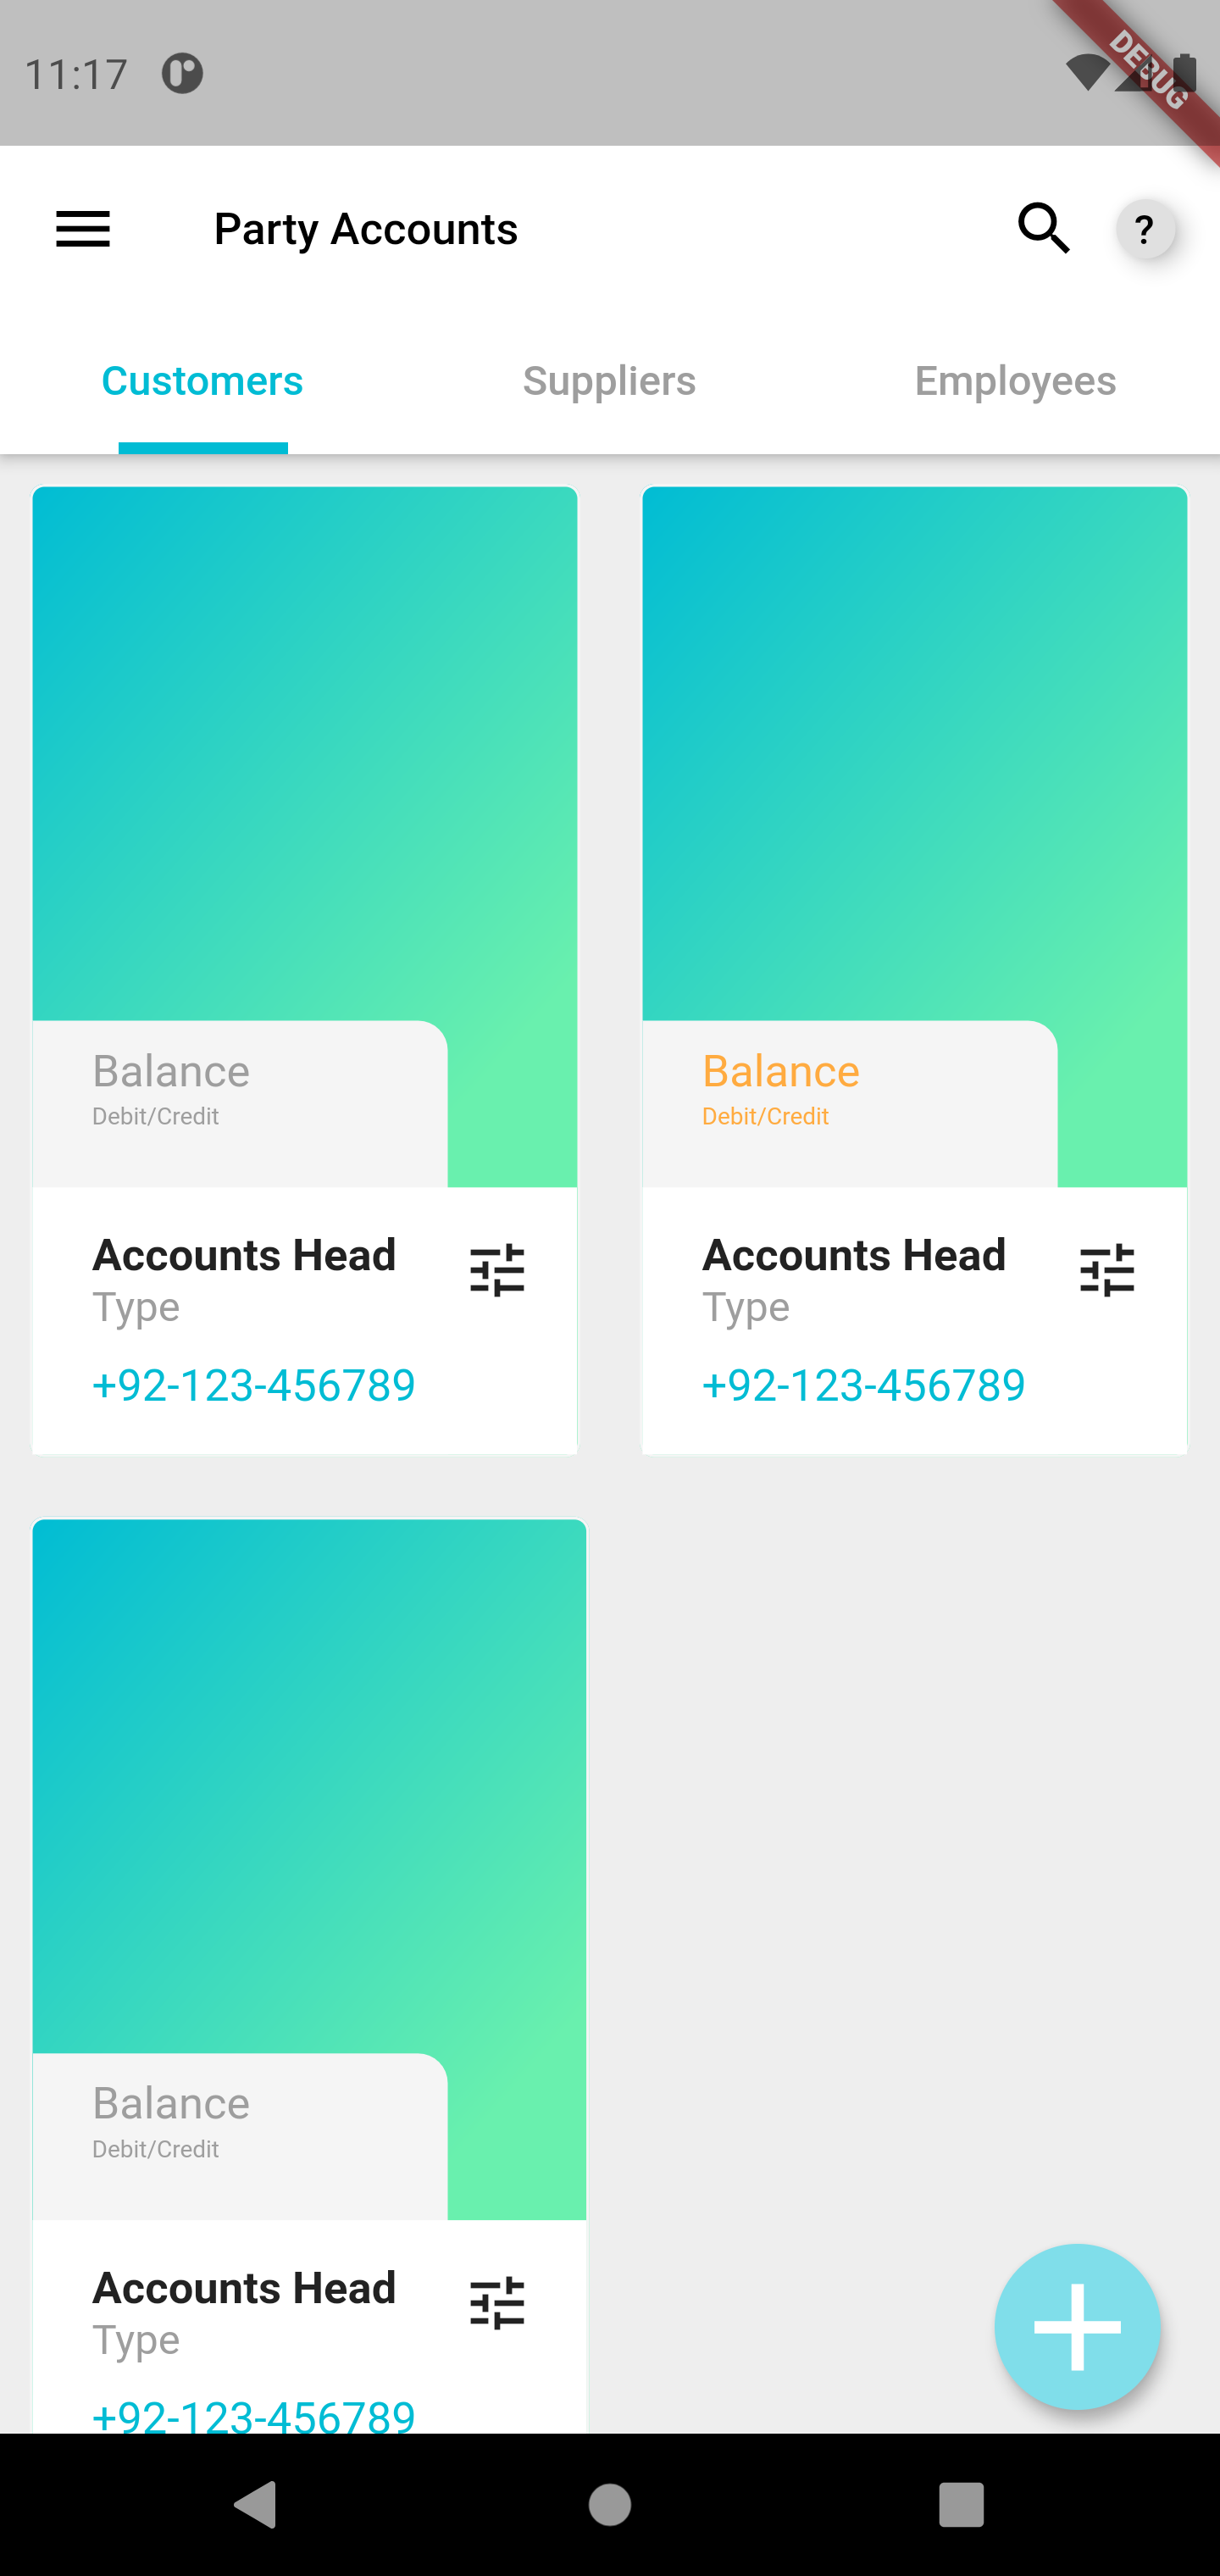 11:17
DEBUG
Party Accounts
?
Customers Suppliers Employees
Balance
Debit/Credit
Accounts Head
Type
+92-123-456789
Balance
Debit/Credit
Accounts Head
Type
+92-123-456789
Balance
Debit/Credit
Accounts Head
Type
+92-123-456789